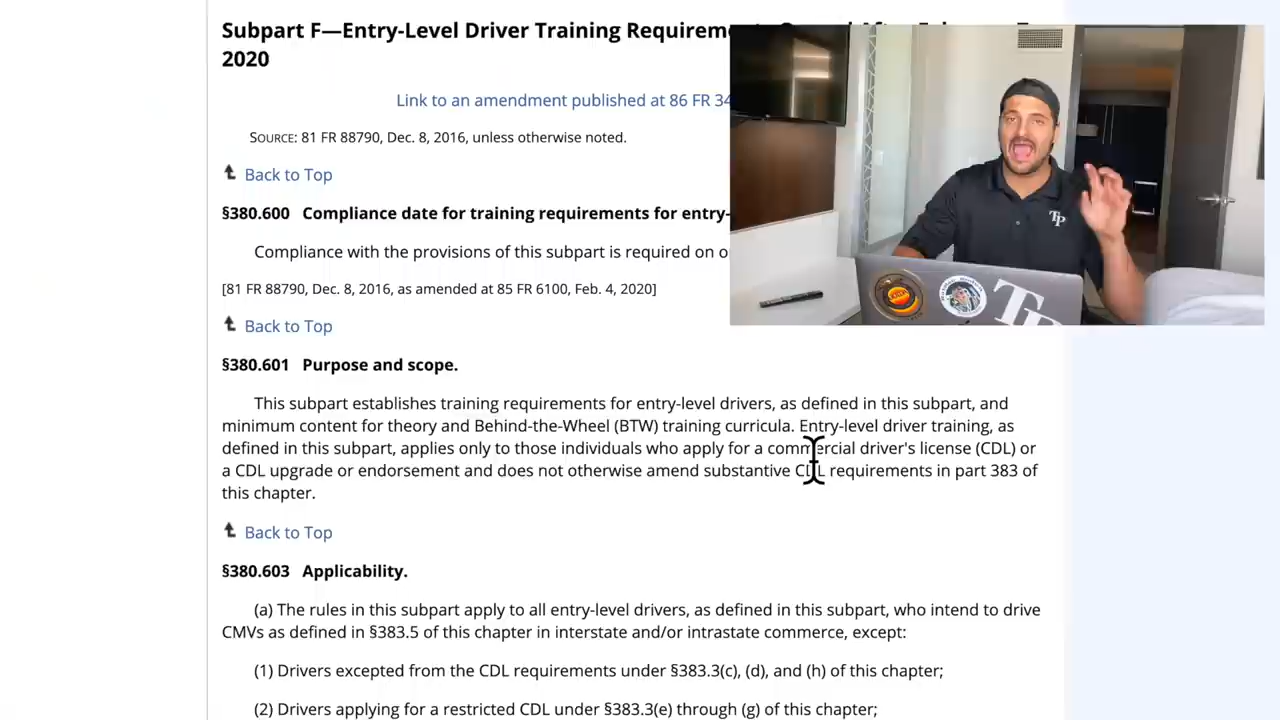 Subpart F—Entry-Level Driver Training Requirem
2020
Link to an amendment published at 86 FR 34
SOURCE: 81 FR 88790, Dec. 8, 2016, unless otherwise noted.
Back to Top
§380.600 Compliance date for training requirements for entry-
Compliance with the provisions of this subpart is required on o
[81 FR 88790, Dec. 8, 2016, as amended at 85 FR 6100, Feb. 4, 2020]
Back to Top
TP
TP
§380.601 Purpose and scope.
This subpart establishes training requirements for entry-level drivers, as defined in this subpart, and
minimum content for theory and Behind-the-Wheel (BTW) training curricula. Entry-level driver training, as
defined in this subpart, applies only to those individuals who apply for a commercial driver's license (CDL) or
a CDL upgrade or endorsement and does not otherwise amend substantive CDL requirements in part 383 of
this chapter.
Back to Top
§380.603 Applicability.
(a) The rules in this subpart apply to all entry-level drivers, as defined in this subpart, who intend to drive
CMVs as defined in §383.5 of this chapter in interstate and/or intrastate commerce, except:
(1) Drivers excepted from the CDL requirements under §383.3(c), (d), and (h) of this chapter;
(2) Drivers applying for a restricted CDL under §383.3(e) through (g) of this chapter;